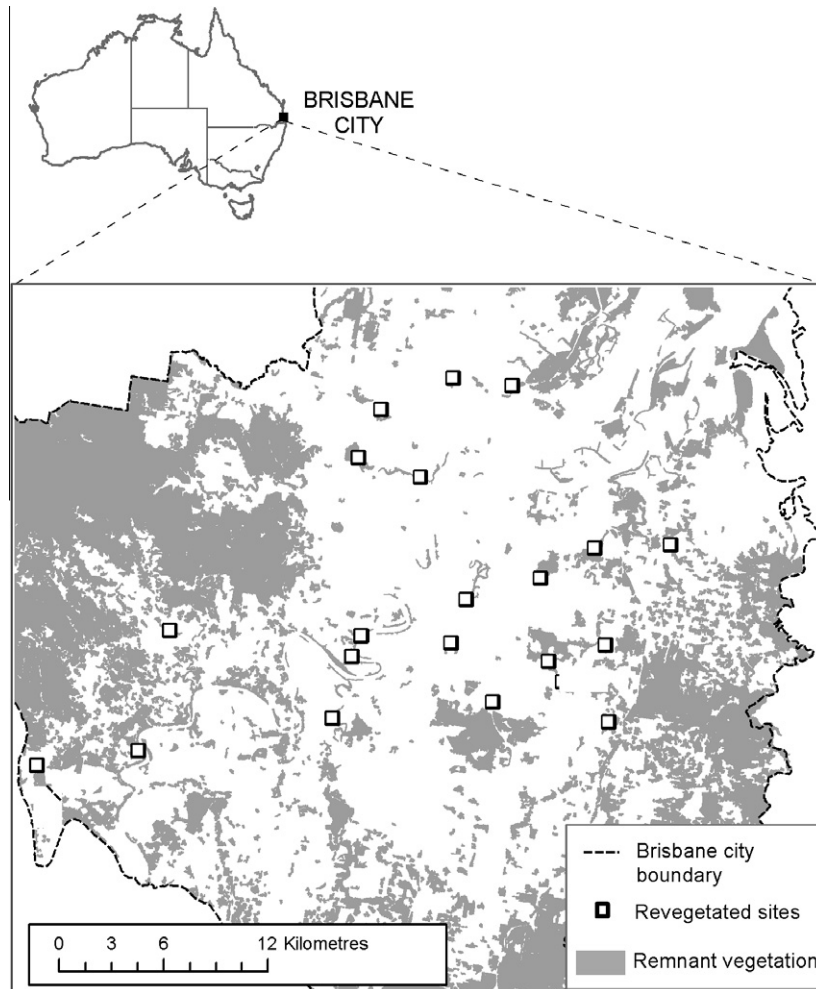 BRISBANE
CITY
Brisbane city
boundary
Revegetated sites
Remnant vegetation
0 3 6 12 Kilometres